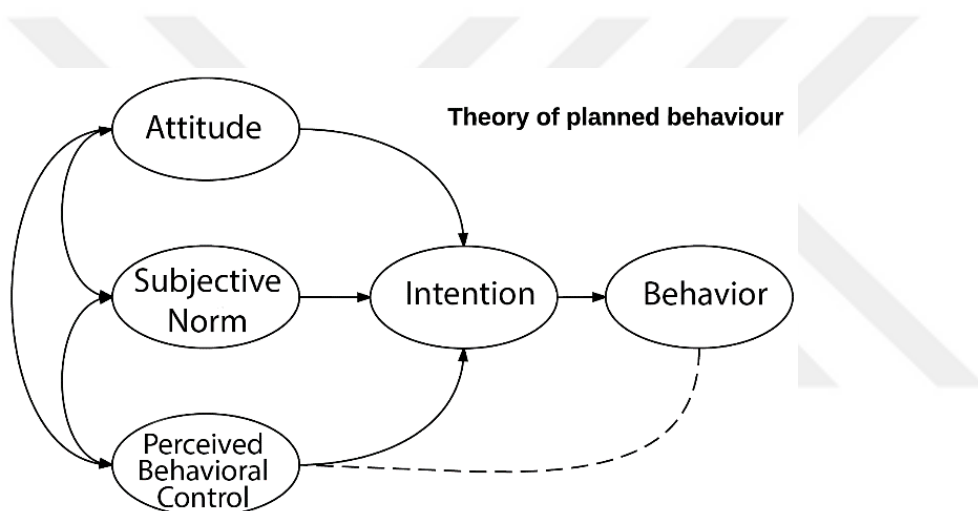 Theory of planned behaviour
Attitude
Subjective
Norm
Intention
Behavior
Perceived
Behavioral
Control